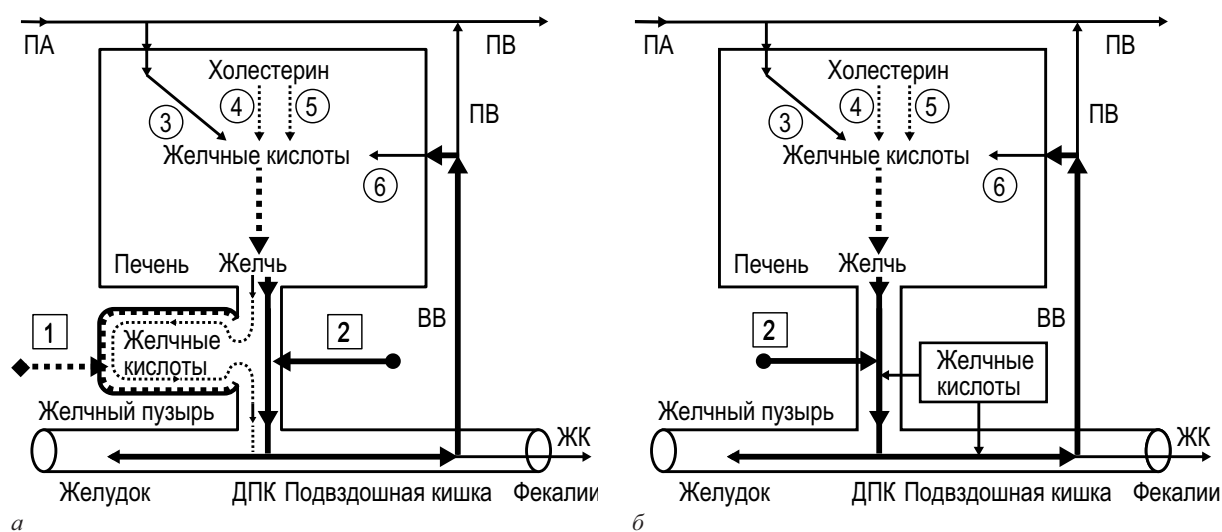 ПА
ПВ
Холестерин
3
4
5
ПВ
Желчные кислоты
6
Печень
Желчь
ВВ
1
2
Желчные
кислоты
Желчный пузырь
ЖК
Желудок
ДПК
Подвздошная кишка
Фекалии
а
ПА
ПВ
Холестерин
3
4
5
ПВ
Желчные кислоты
6
Печень
Желчь
ВВ
2
Желчные
кислоты
Желчный пузырь
ЖК
Желудок
ДПК
Подвздошная кишка
Фекалии
б